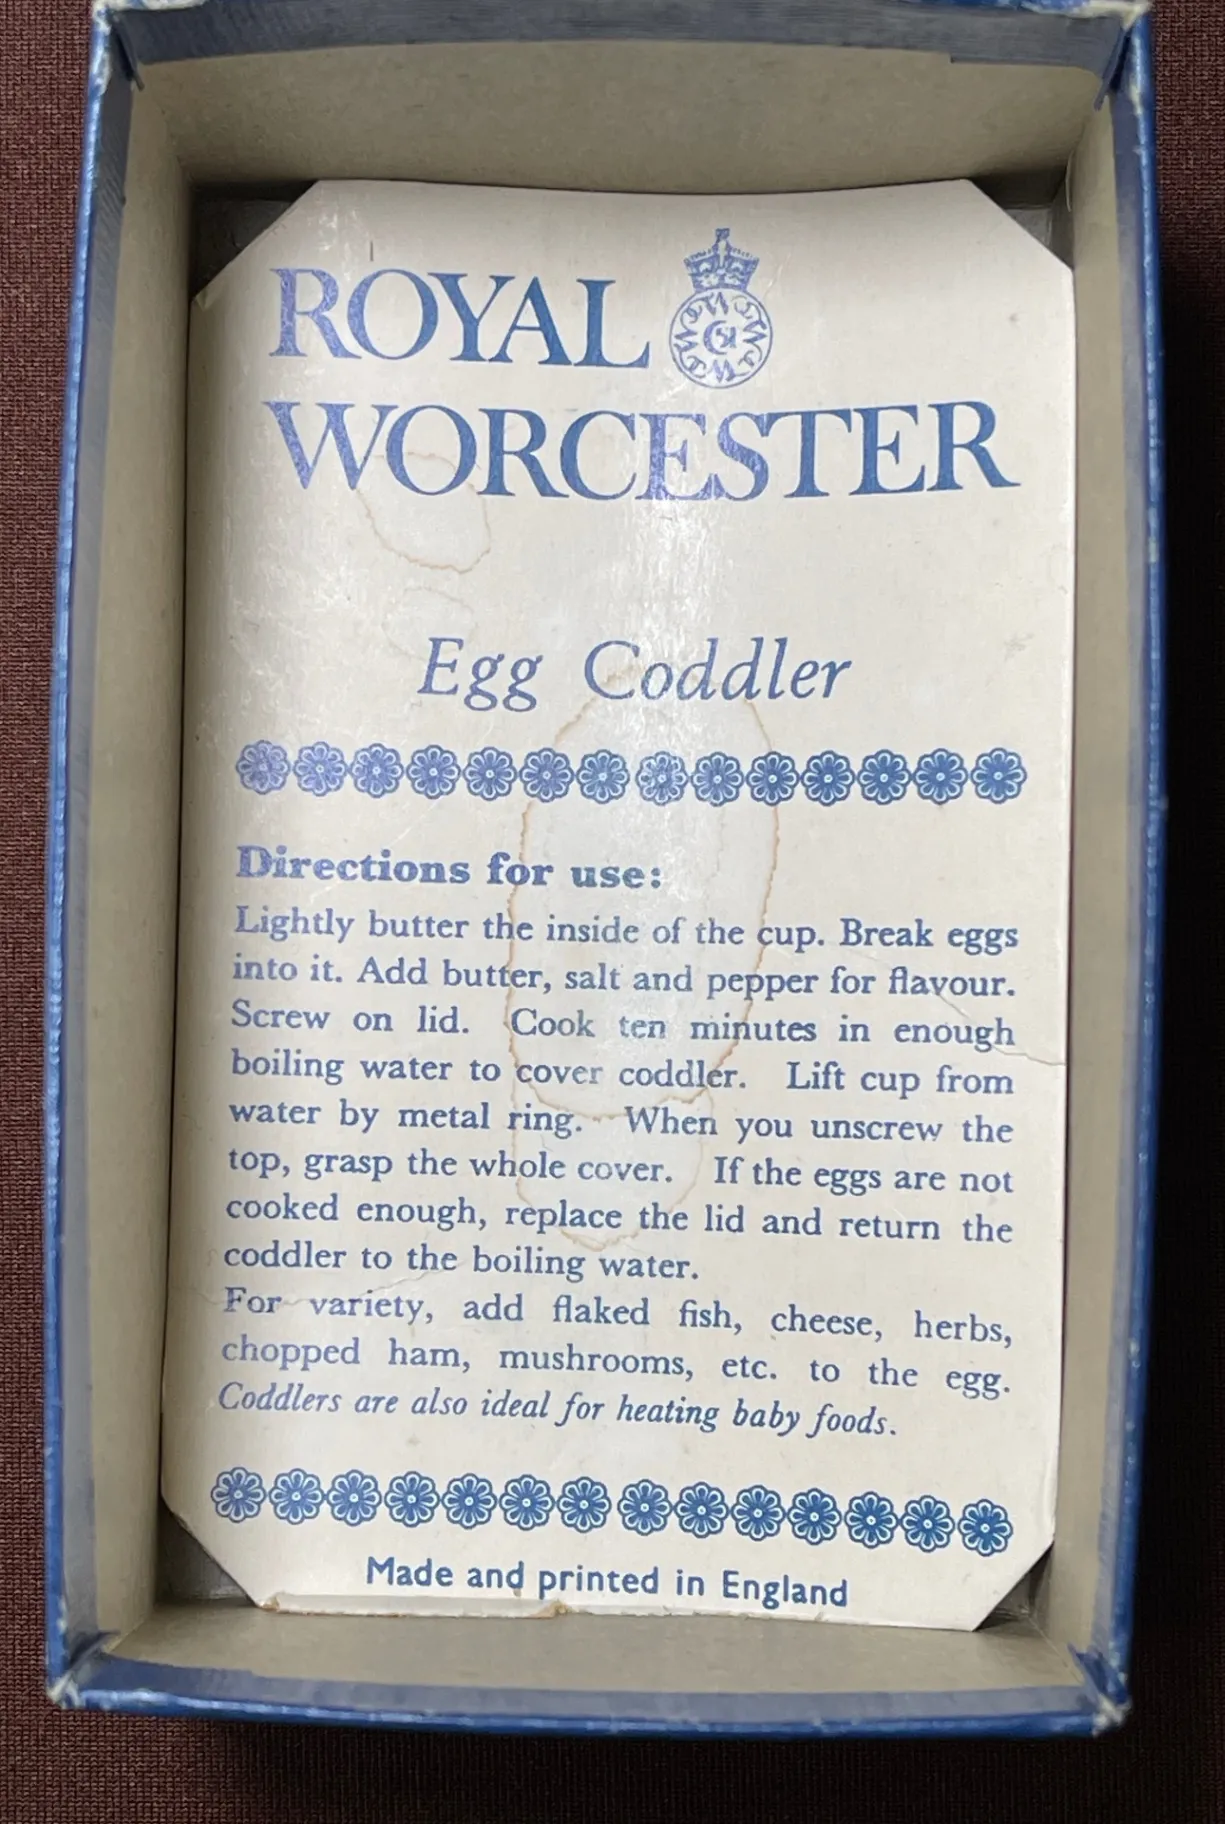 ROYAL
WORCESTER
Egg Coddler
Directions for use:
Lightly butter the inside of the cup. Break eggs
into it. Add butter, salt and pepper for flavour.
Screw on lid. Cook ten minutes in enough
boiling water to cover coddler. Lift cup from
water by metal ring. When you unscrew the
top, grasp the whole cover. If the eggs are not
cooked enough, replace the lid and return the
coddler to the boiling water.
For variety, add flaked fish, cheese, herbs,
chopped ham, mushrooms, etc. to the egg.
Coddlers are also ideal for heating baby foods.
Made and printed in England